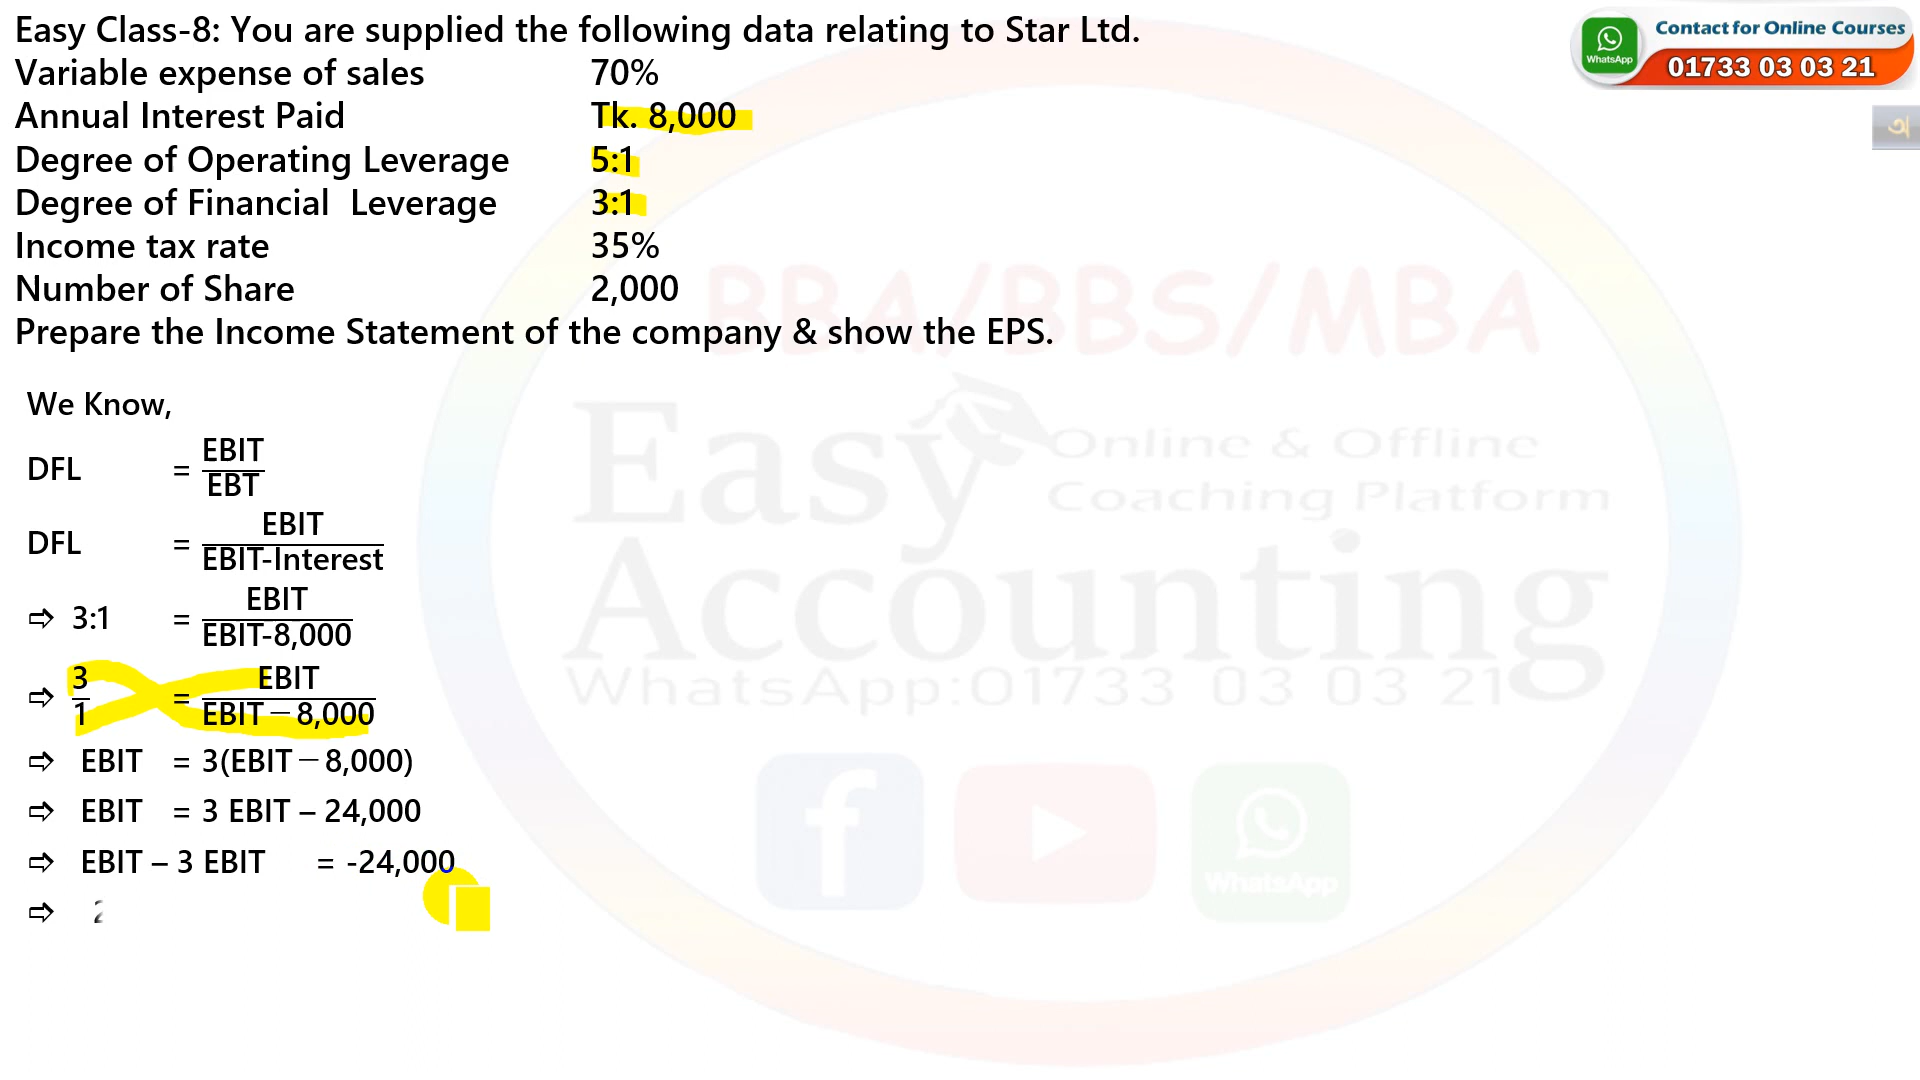 Easy Class-8: You are supplied the following data relating to Star Ltd.
Variable expense of sales 70%
Annual Interest Paid Tk. 8,000
Degree of Operating Leverage 5:1
Degree of Financial Leverage 3:1
Income tax rate 35%
Number of Share 2,000
Prepare the Income Statement of the company & show the EPS.
Contact for Online Courses
WhatsApp
01733 03 03 21
অ
We Know,
DFL = EBIT / EBT
DFL = EBIT / EBIT-Interest
⇨ 3:1 = EBIT / EBIT-8,000
⇨ 3 / 1 = EBIT / EBIT – 8,000
⇨ EBIT = 3(EBIT – 8,000)
⇨ EBIT = 3 EBIT – 24,000
⇨ EBIT – 3 EBIT = -24,000
⇨
BBA/BBS/MBA
Easy Online & Offline
Coaching Platform
Accounting
WhatsApp:01733 03 03 21
WhatsApp